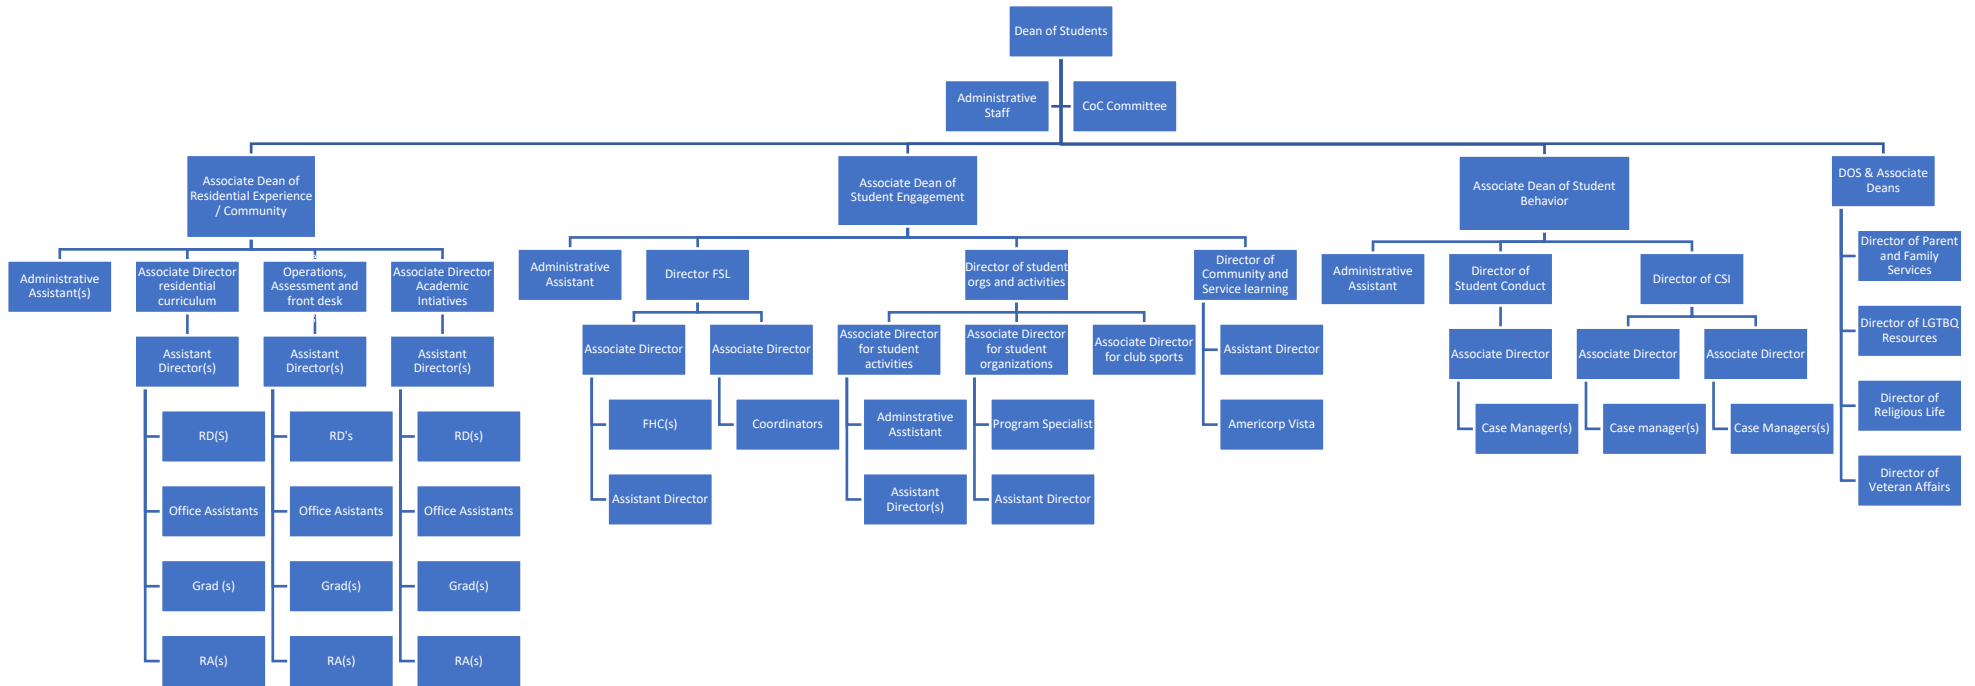 Dean of Students
Administrative
Staff
CoC Committee
Associate Dean of
Residential Experience
/ Community
Associate Dean of
Student Engagement
Associate Dean of Student
Behavior
DOS & Associate
Deans
Administrative
Assistant(s)
Associate Director
residential
curriculum
Operations,
Assessment and
front desk
Associate Director
Academic
Intiatives
Administrative
Assistant
Director FSL
Director of student
orgs and activities
Director of
Community and
Service learning
Administrative
Assistant
Director of
Student Conduct
Director of CSI
Director of Parent
and Family
Services
Assistant
Director(s)
Assistant
Director(s)
Assistant
Director(s)
Associate Director
Associate Director
Associate Director
for student
activities
Associate Director
for student
organizations
Associate Director
for club sports
Assistant Director
Associate Director
Associate Director
Associate Director
Director of LGTBQ
Resources
RD(S)
RD's
RD(s)
FHC(s)
Coordinators
Adminstrative
Asstistant
Program Specialist
Americorp Vista
Case Manager(s)
Case manager(s)
Case Managers(s)
Director of
Religious Life
Office Assistants
Office Asistants
Office Assistants
Assistant Director
Assistant
Director(s)
Assistant Director
Director of
Veteran Affairs
Grad (s)
Grad(s)
Grad(s)
RA(s)
RA(s)
RA(s)